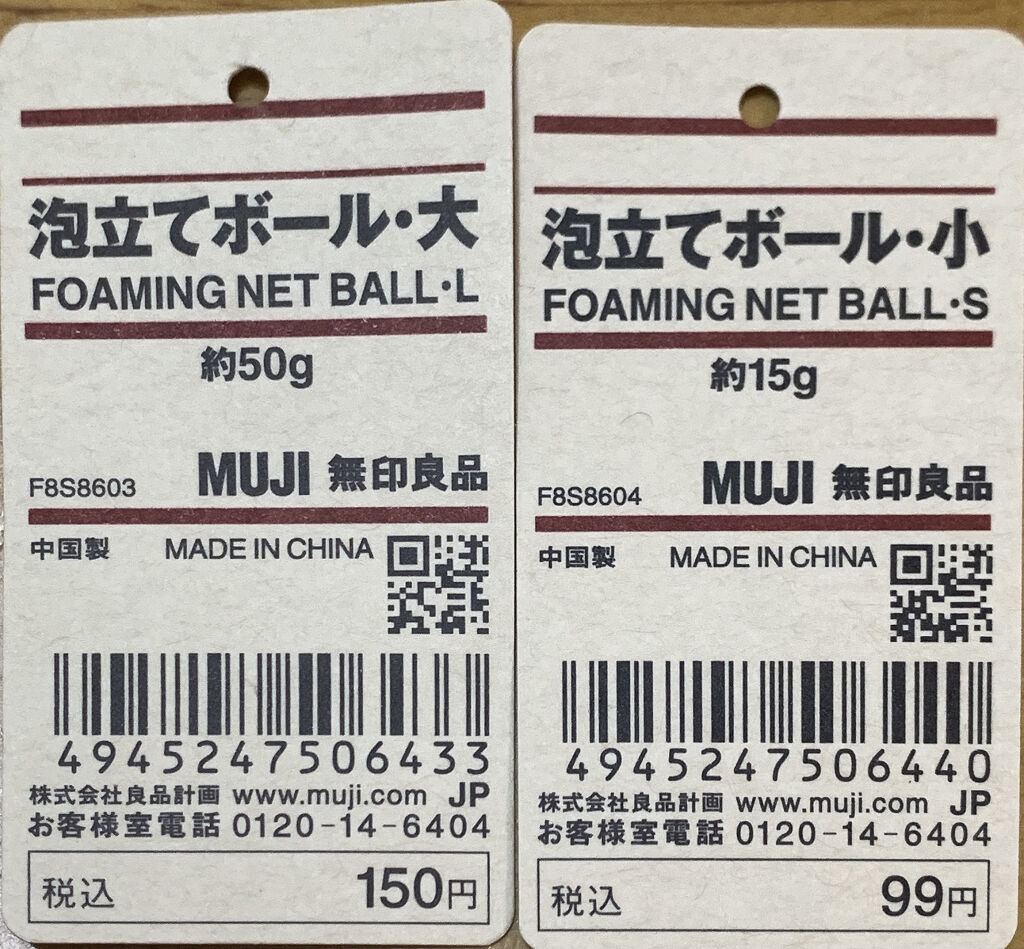 泡立てボール・大
FOAMING NET BALL・L
約50g
F8S8603 MUJI 無印良品
中国製 MADE IN CHINA
4945247506433
株式会社良品計画 www.muji.com JP
お客様室電話 0120-14-6404
税込 150円
泡立てボール・小
FOAMING NET BALL・S
約15g
F8S8604 MUJI 無印良品
中国製 MADE IN CHINA
4945247506440
株式会社良品計画 www.muji.com JP
お客様室電話 0120-14-6404
税込 99円